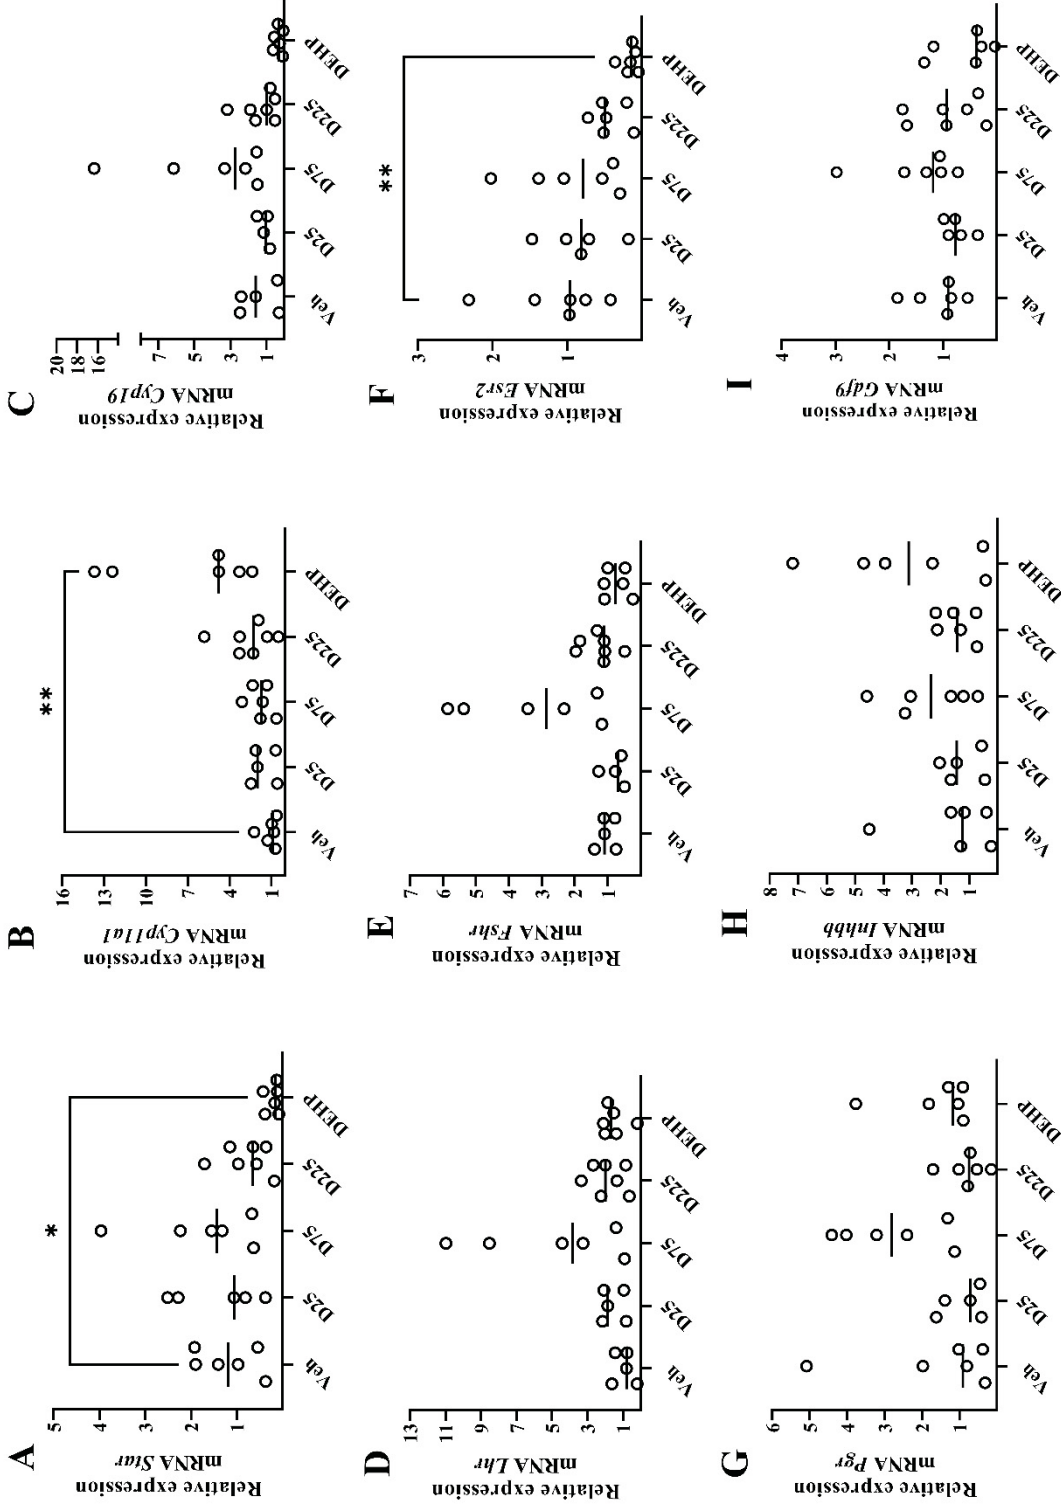 A
Relative expression
mRNA Star
5
4
3
2
1
*
Veh
D25
D75
D225
DEHP
B
Relative expression
mRNA Cyp11a1
16
13
10
7
4
1
**
Veh
D25
D75
D225
DEHP
C
Relative expression
mRNA Cyp19
20
18
16
7
5
3
1
Veh
D25
D75
D225
DEHP
D
Relative expression
mRNA Lhr
13
11
9
7
5
3
1
Veh
D25
D75
D225
DEHP
E
Relative expression
mRNA Fshr
7
6
5
4
3
2
1
Veh
D25
D75
D225
DEHP
F
Relative expression
mRNA Esr2
3
2
1
**
Veh
D25
D75
D225
DEHP
G
Relative expression
mRNA Pgr
6
5
4
3
2
1
Veh
D25
D75
D225
DEHP
H
Relative expression
mRNA Inhbb
8
7
6
5
4
3
2
1
Veh
D25
D75
D225
DEHP
I
Relative expression
mRNA Gdf9
4
3
2
1
Veh
D25
D75
D225
DEHP